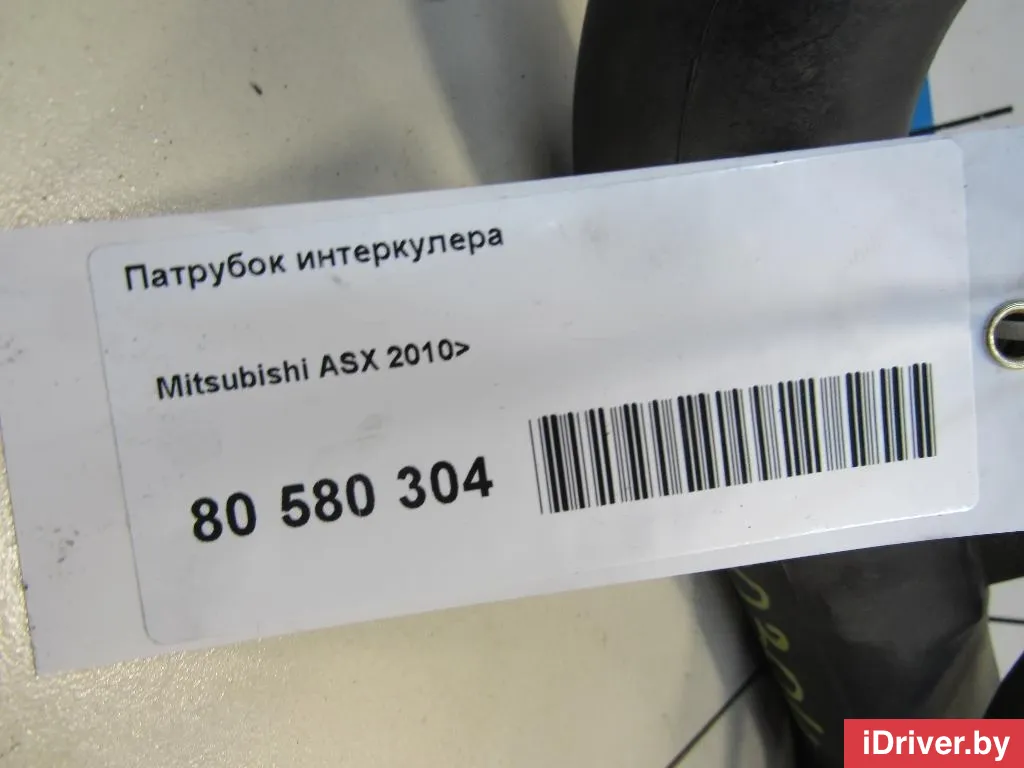 Патрубок интеркулера
Mitsubishi ASX 2010>
80 580 304
iDriver.by